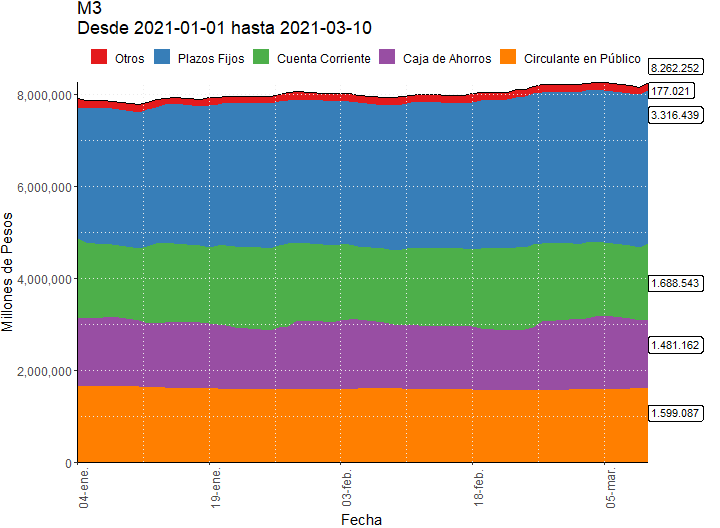 M3
Desde 2021-01-01 hasta 2021-03-10
Otros Plazos Fijos Cuenta Corriente Caja de Ahorros Circulante en Público
8.262.252
8,000,000
177.021
3.316.439
6,000,000
Millones de Pesos
4,000,000
1.688.543
1.481.162
2,000,000
1.599.087
0
04-ene. 19-ene. 03-feb. 18-feb. 05-mar.
Fecha